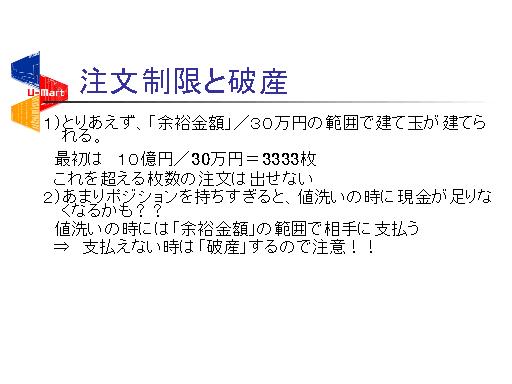 注文制限と破産
U-Mart
１）とりあえず、「余裕金額」／３０万円の範囲で建て玉が建てら
れる。
最初は　１０億円／30万円＝3333枚
これを超える枚数の注文は出せない
２）あまりポジションを持ちすぎると、値洗いの時に現金が足りな
くなるかも？？
値洗いの時には「余裕金額」の範囲で相手に支払う
⇒　支払えない時は「破産」するので注意！！